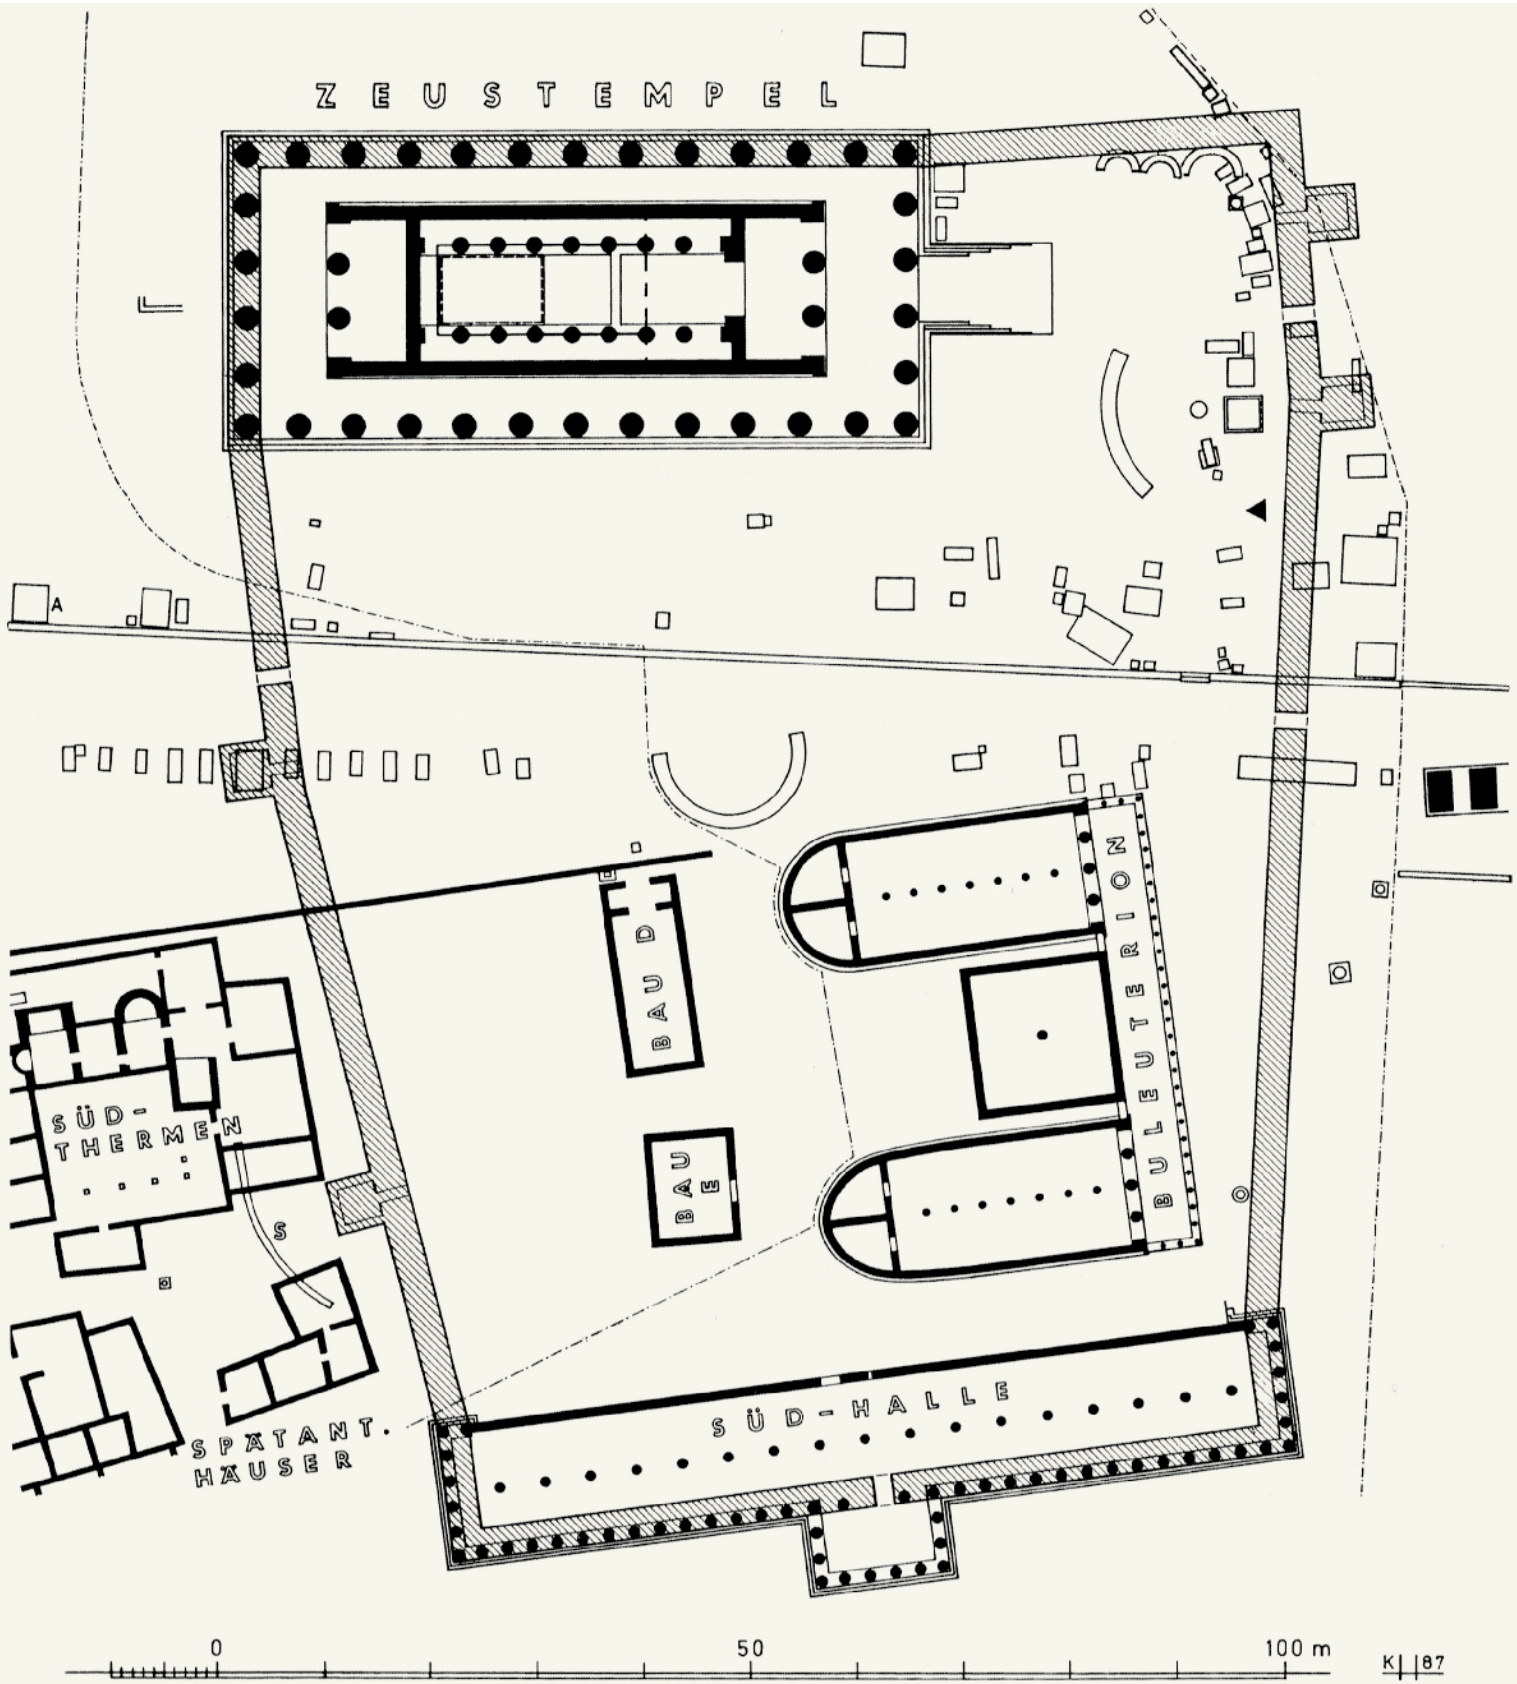 ZEUSTEMPEL
A
BAU D
BULEUTERION
SÜD-
THERMEN
BAU
E
S
SÜD-HALLE
SPÄTANT.
HÄUSER
0 50 100 m
K 87